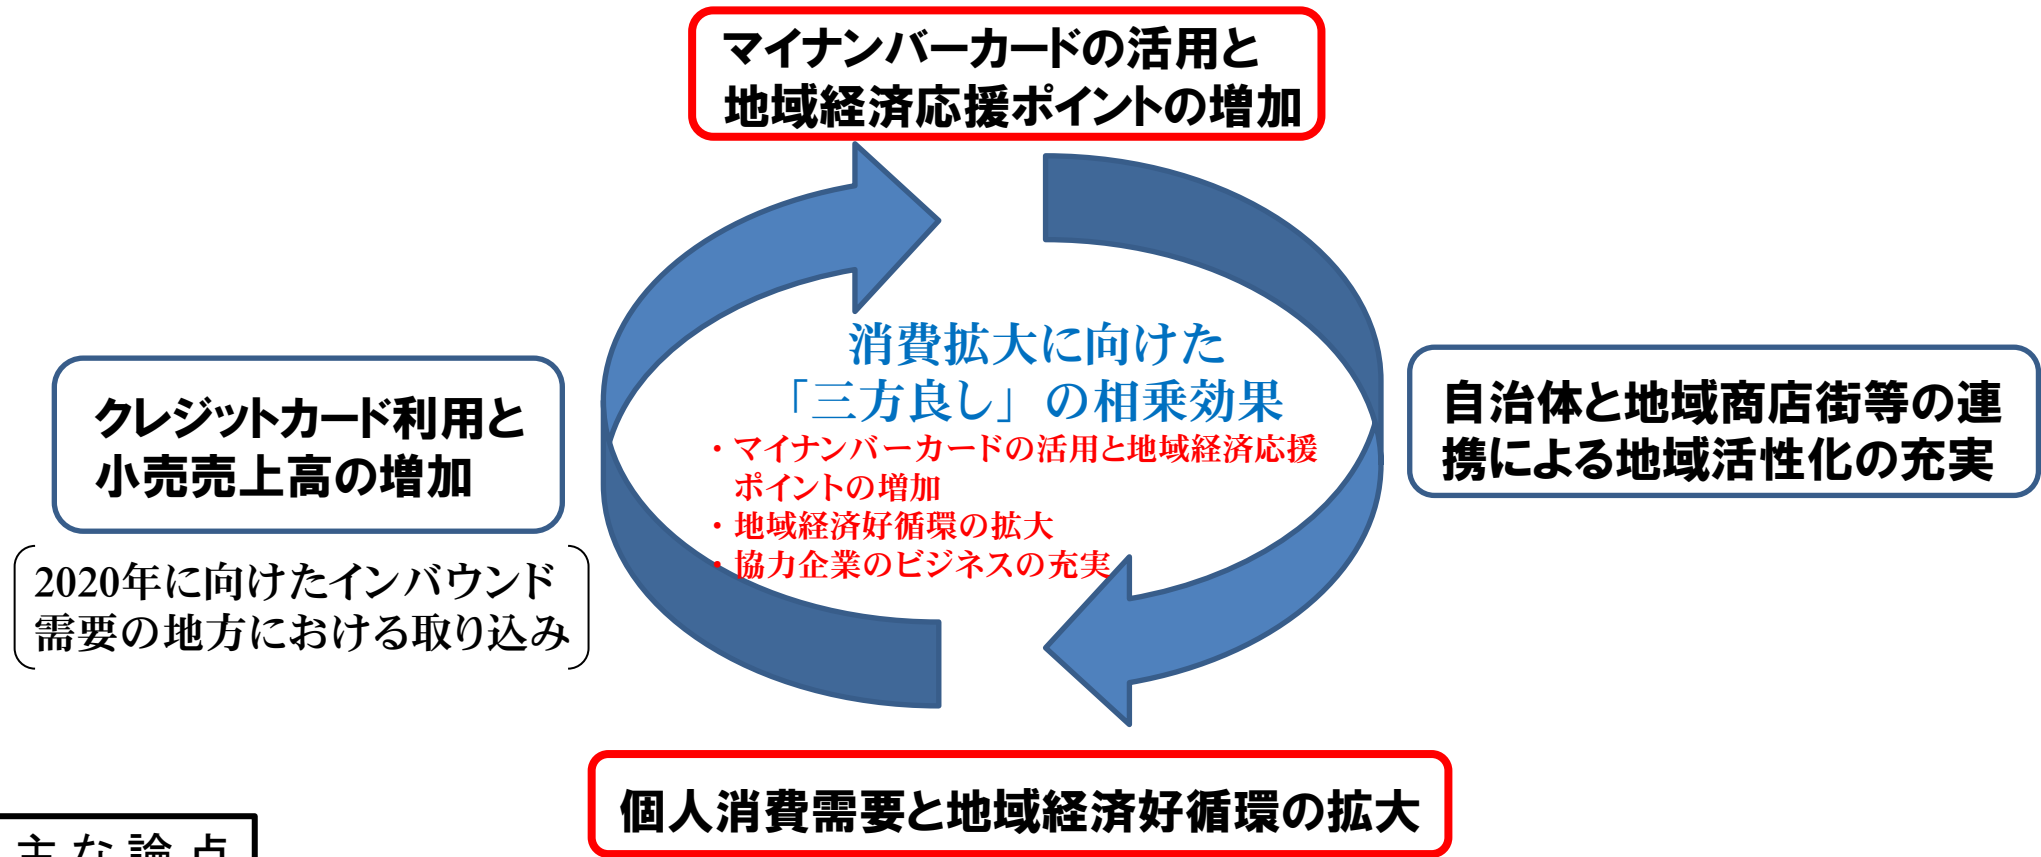 マイナンバーカードの活用と
地域経済応援ポイントの増加
消費拡大に向けた
「三方良し」の相乗効果
・マイナンバーカードの活用と地域経済応援
ポイントの増加
・地域経済好循環の拡大
・協力企業のビジネスの充実
クレジットカード利用と
小売売上高の増加
2020年に向けたインバウンド
需要の地方における取り込み
自治体と地域商店街等の連
携による地域活性化の充実
個人消費需要と地域経済好循環の拡大
主な論点